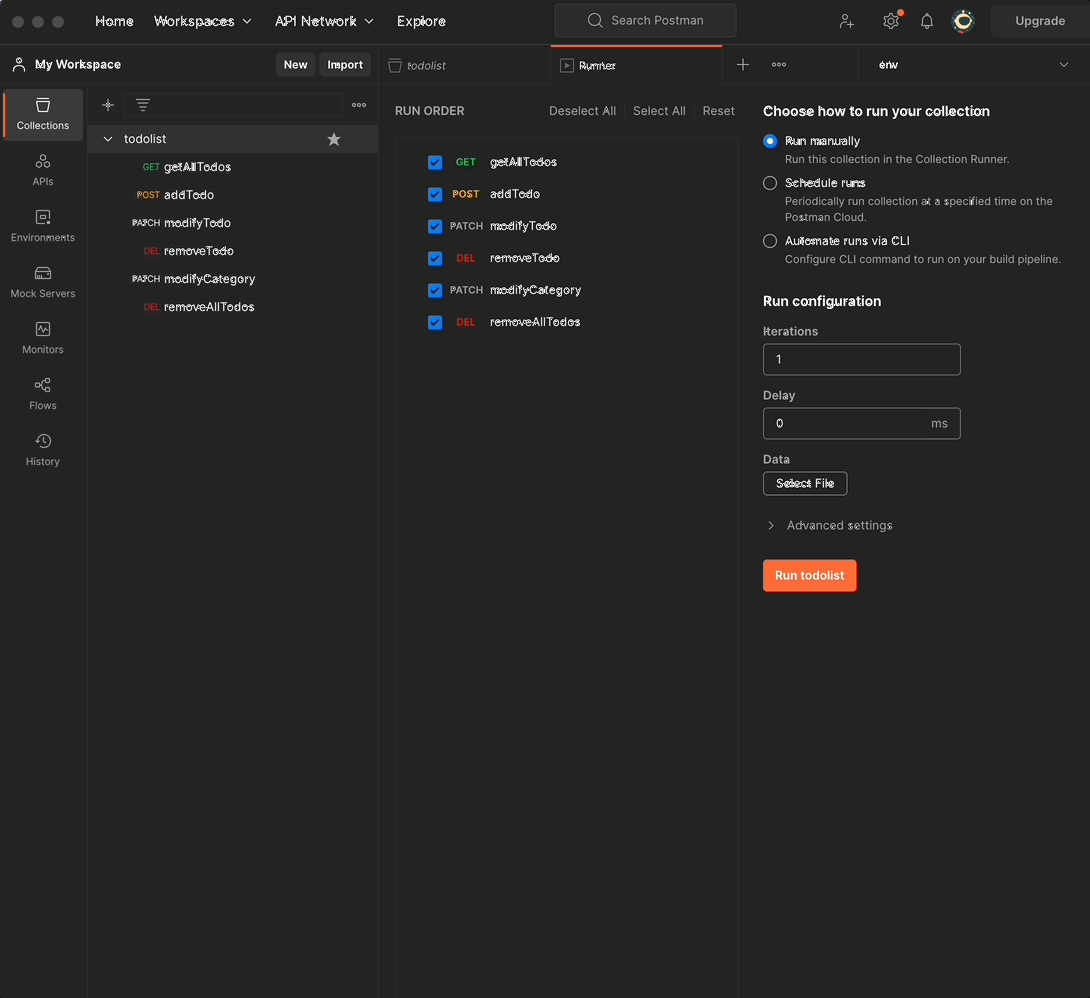 Home Workspaces API Network Explore Search Postman Upgrade
My Workspace New Import todolist Runner env
Collections
APIs
Environments
Mock Servers
Monitors
Flows
History
todolist
GET getAllTodos
POST addTodo
PATCH modifyTodo
DEL removeTodo
PATCH modifyCategory
DEL removeAllTodos
RUN ORDER Deselect All Select All Reset
GET getAllTodos
POST addTodo
PATCH modifyTodo
DEL removeTodo
PATCH modifyCategory
DEL removeAllTodos
Choose how to run your collection
Run manually
Run this collection in the Collection Runner.
Schedule runs
Periodically run collection at a specified time on the
Postman Cloud.
Automate runs via CLI
Configure CLI command to run on your build pipeline.
Run configuration
Iterations
1
Delay
0 ms
Data
Select File
Advanced settings
Run todolist